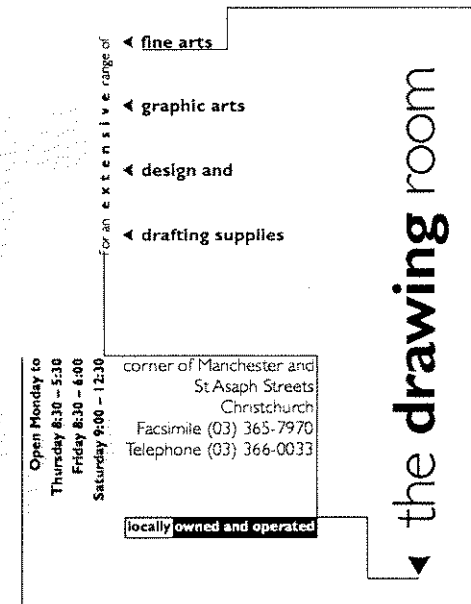 the drawing room
for an extensive range of
fine arts
graphic arts
design and
drafting supplies
Open Monday to
Thursday 8:30 – 5:30
Friday 8:30 – 6:00
Saturday 9:00 – 12:30
corner of Manchester and
St Asaph Streets
Christchurch
Facsimile (03) 365-7970
Telephone (03) 366-0033
locally owned and operated